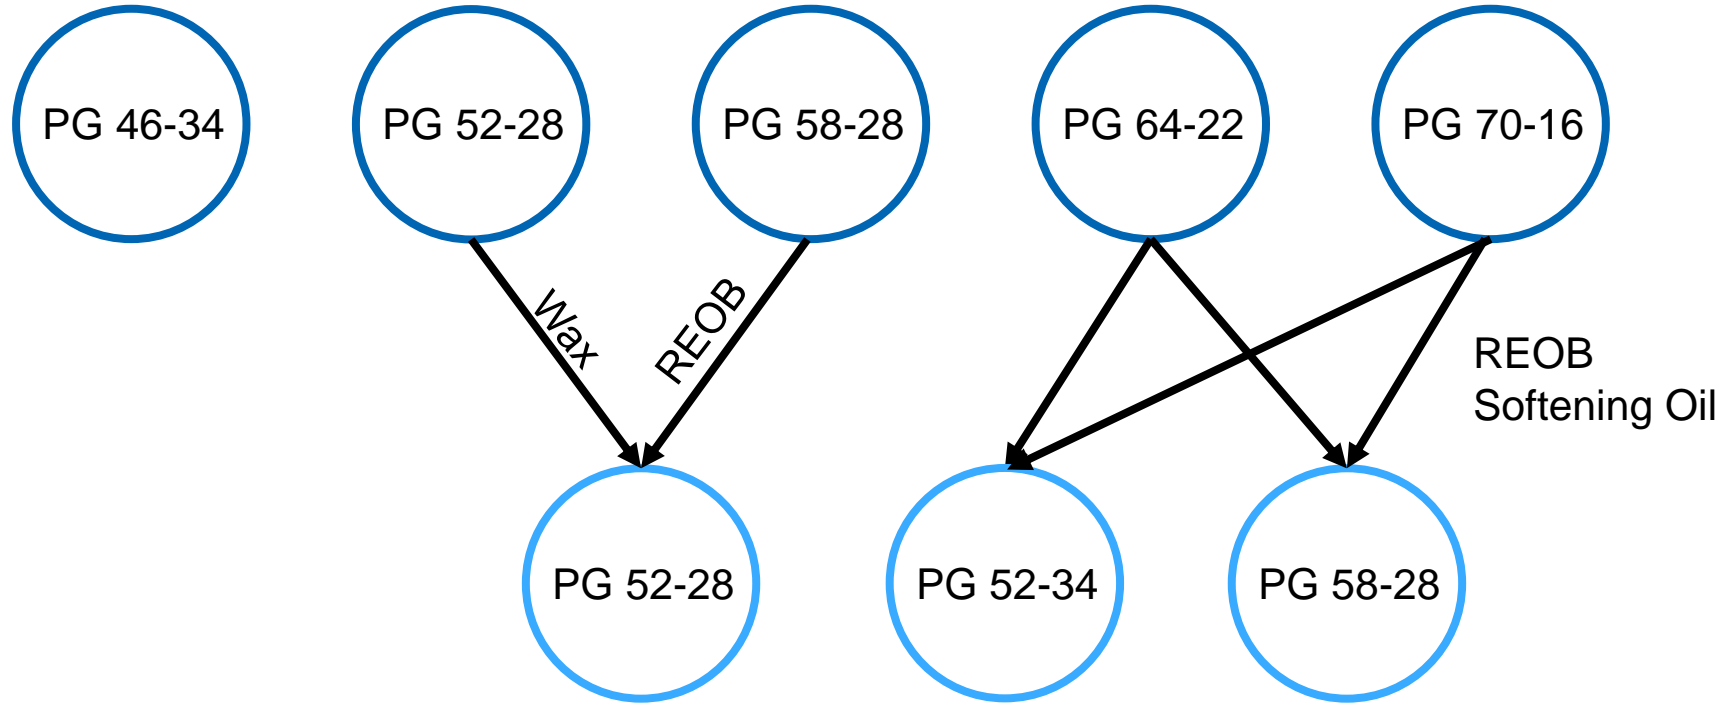 PG 46-34
PG 52-28
PG 58-28
PG 64-22
PG 70-16
Wax
REOB
REOB
Softening Oil
PG 52-28
PG 52-34
PG 58-28